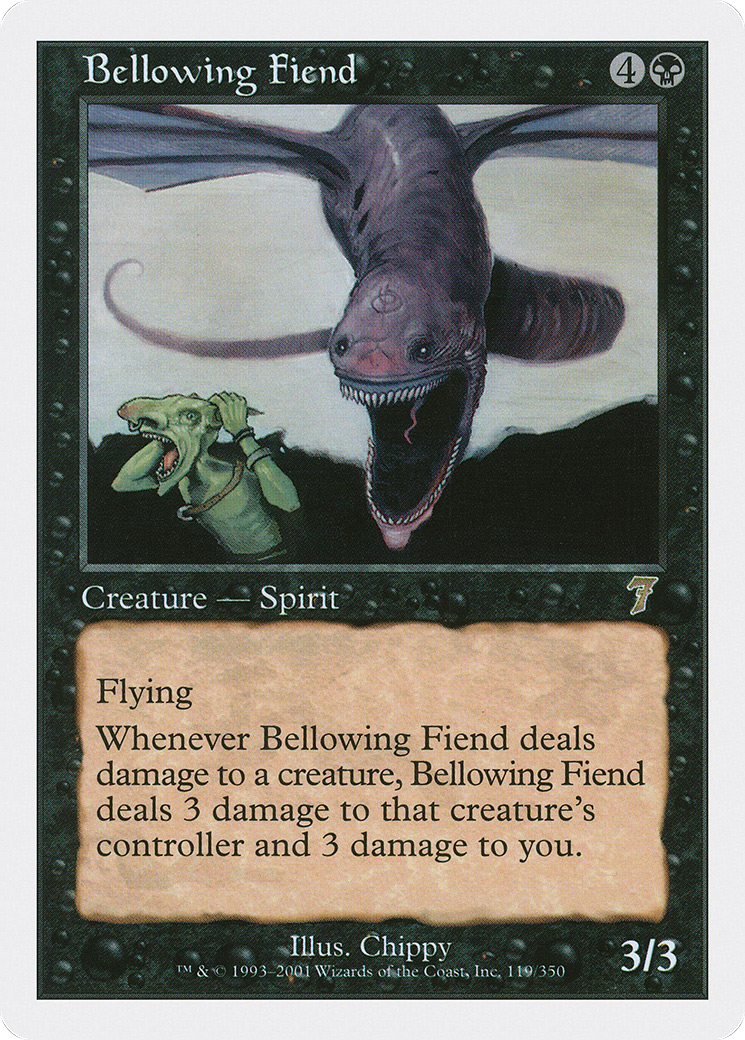 Bellowing Fiend
4
Creature — Spirit
7
Flying
Whenever Bellowing Fiend deals
damage to a creature, Bellowing Fiend
deals 3 damage to that creature's
controller and 3 damage to you.
Illus. Chippy
3/3
™ & © 1993–2001 Wizards of the Coast, Inc. 119/350